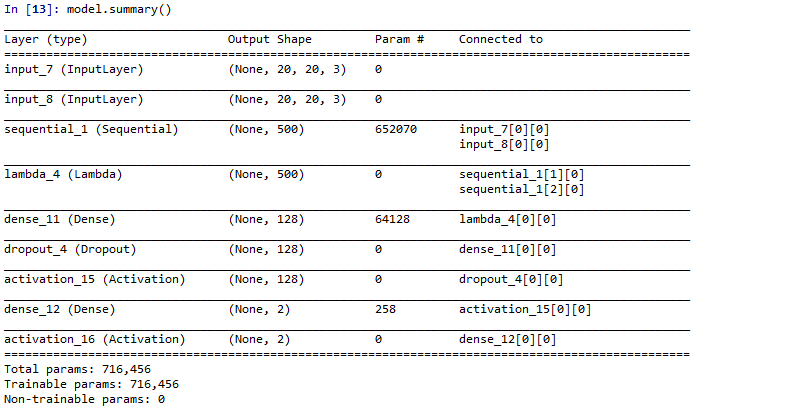 In [13]: model.summary()
Layer (type) Output Shape Param # Connected to
input_7 (InputLayer) (None, 20, 20, 3) 0
input_8 (InputLayer) (None, 20, 20, 3) 0
sequential_1 (Sequential) (None, 500) 652070 input_7[0][0]
input_8[0][0]
lambda_4 (Lambda) (None, 500) 0 sequential_1[1][0]
sequential_1[2][0]
dense_11 (Dense) (None, 128) 64128 lambda_4[0][0]
dropout_4 (Dropout) (None, 128) 0 dense_11[0][0]
activation_15 (Activation) (None, 128) 0 dropout_4[0][0]
dense_12 (Dense) (None, 2) 258 activation_15[0][0]
activation_16 (Activation) (None, 2) 0 dense_12[0][0]
Total params: 716,456
Trainable params: 716,456
Non-trainable params: 0